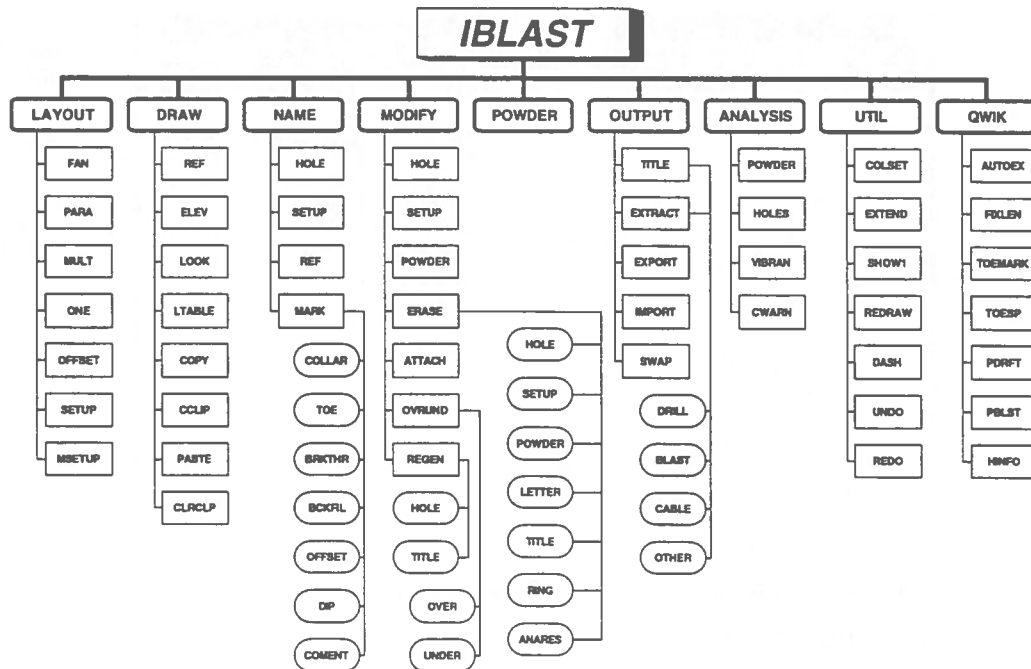 IBLAST
LAYOUT
DRAW
NAME
MODIFY
POWDER
OUTPUT
ANALYSIS
UTIL
QWIK
FAN
PARA
MULT
ONE
OFFSET
SETUP
MSETUP
REF
ELEV
LOOK
LTABLE
COPY
CCLIP
PASTE
CLRCLP
HOLE
SETUP
REF
MARK
COLLAR
TOE
BRKTHR
BCKFIL
OFFSET
DIP
COMENT
HOLE
SETUP
POWDER
ERASE
ATTACH
OVRUND
REGEN
HOLE
TITLE
OVER
UNDER
HOLE
SETUP
POWDER
LETTER
TITLE
RING
ANARES
TITLE
EXTRACT
EXPORT
IMPORT
SWAP
DRILL
BLAST
CABLE
OTHER
POWDER
HOLES
VIBRAN
CWARN
COLSET
EXTEND
SHOW1
REDRAW
DASH
UNDO
REDO
AUTOEX
FIXLEN
TOEMARK
TOESP
PDRFT
PBLST
HINFO